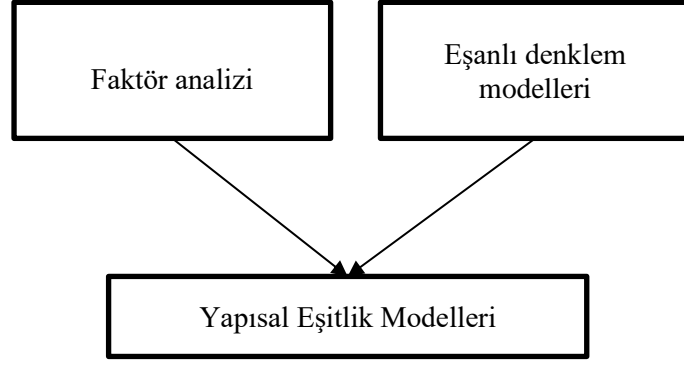 Faktör analizi
Eşanlı denklem
modelleri
Yapısal Eşitlik Modelleri